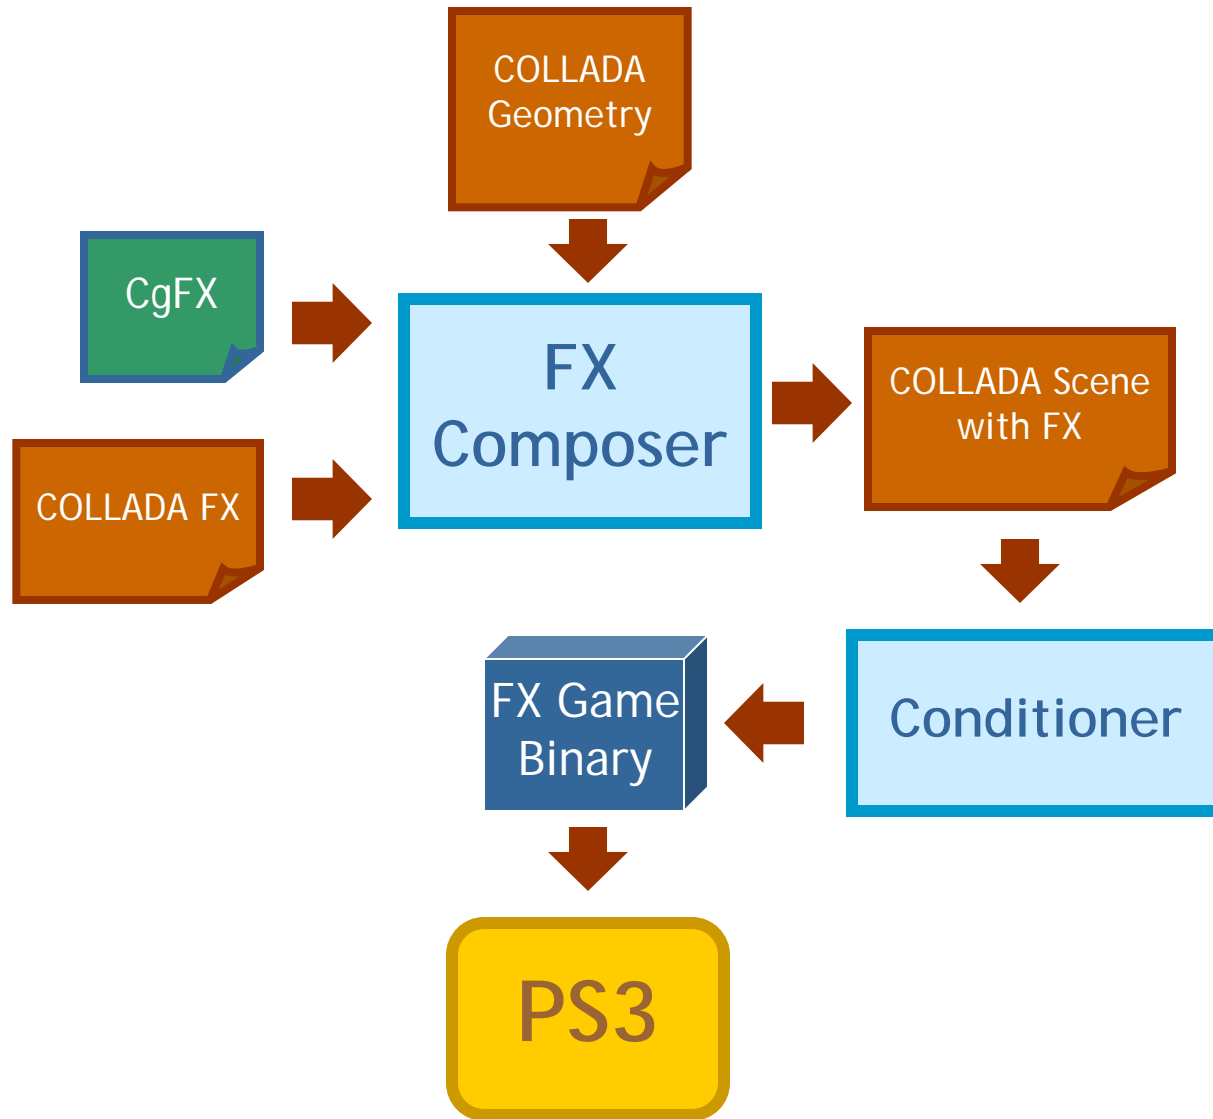 COLLADA
Geometry
CgFX
FX
Composer
COLLADA Scene
with FX
COLLADA FX
FX Game
Binary
Conditioner
PS3